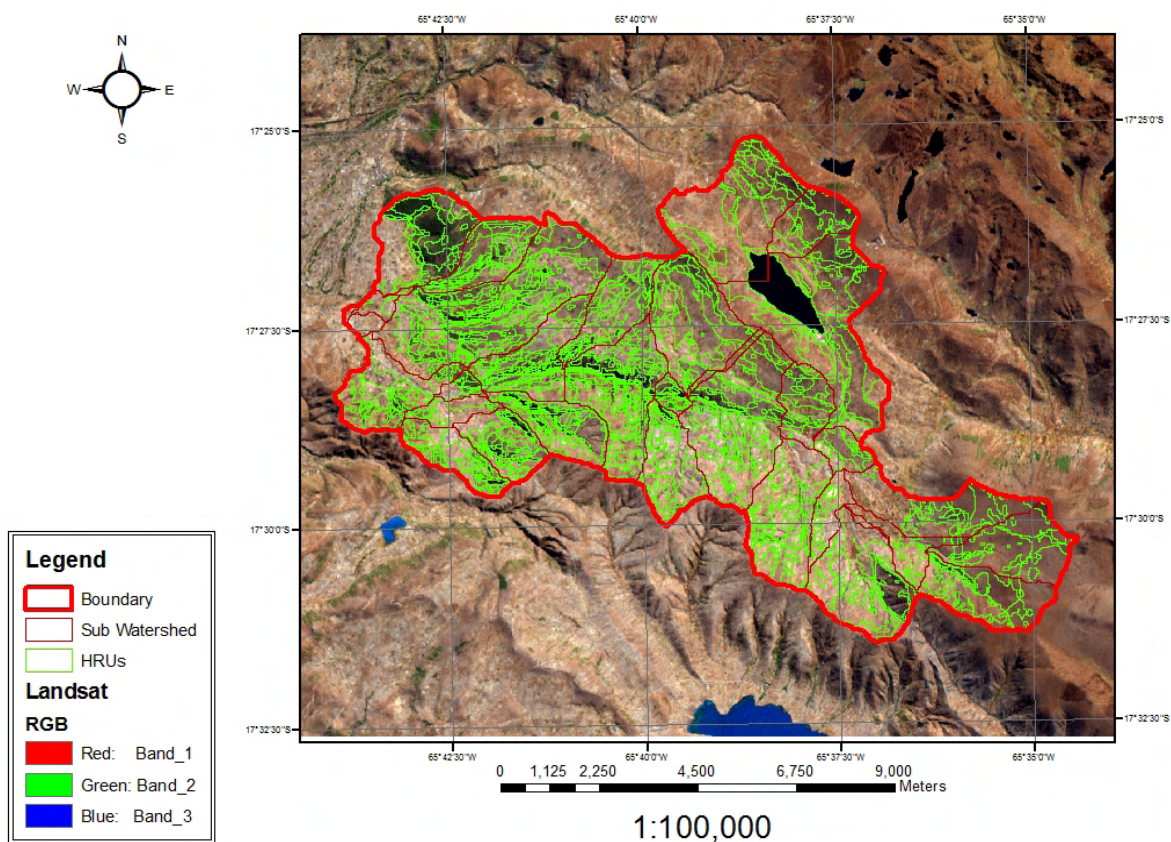 65°42'30"W 65°40'0"W 65°37'30"W 65°35'0"W
N
W E
S
17°25'0"S 17°25'0"S
17°27'30"S 17°27'30"S
17°30'0"S 17°30'0"S
17°32'30"S 17°32'30"S
65°42'30"W 65°40'0"W 65°37'30"W 65°35'0"W
Legend
Boundary
Sub Watershed
HRUs
Landsat
RGB
Red: Band_1
Green: Band_2
Blue: Band_3
0 1,125 2,250 4,500 6,750 9,000
Meters
1:100,000